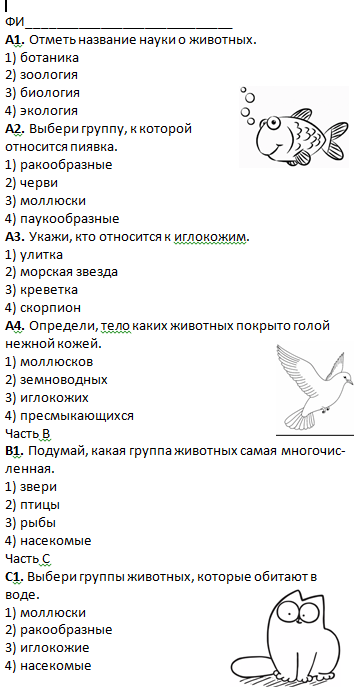 ФИ___________________________
А1. Отметь название науки о животных.
1) ботаника
2) зоология
3) биология
4) экология
А2. Выбери группу, к которой
относится пиявка.
1) ракообразные
2) черви
3) моллюски
4) паукообразные
А3. Укажи, кто относится к иглокожим.
1) улитка
2) морская звезда
3) креветка
4) скорпион
А4. Определи, тело каких животных покрыто голой
нежной кожей.
1) моллюсков
2) земноводных
3) иглокожих
4) пресмыкающихся
Часть В
В1. Подумай, какая группа животных самая многочис-
ленная.
1) звери
2) птицы
3) рыбы
4) насекомые
Часть С
С1. Выбери группы животных, которые обитают в
воде.
1) моллюски
2) ракообразные
3) иглокожие
4) насекомые